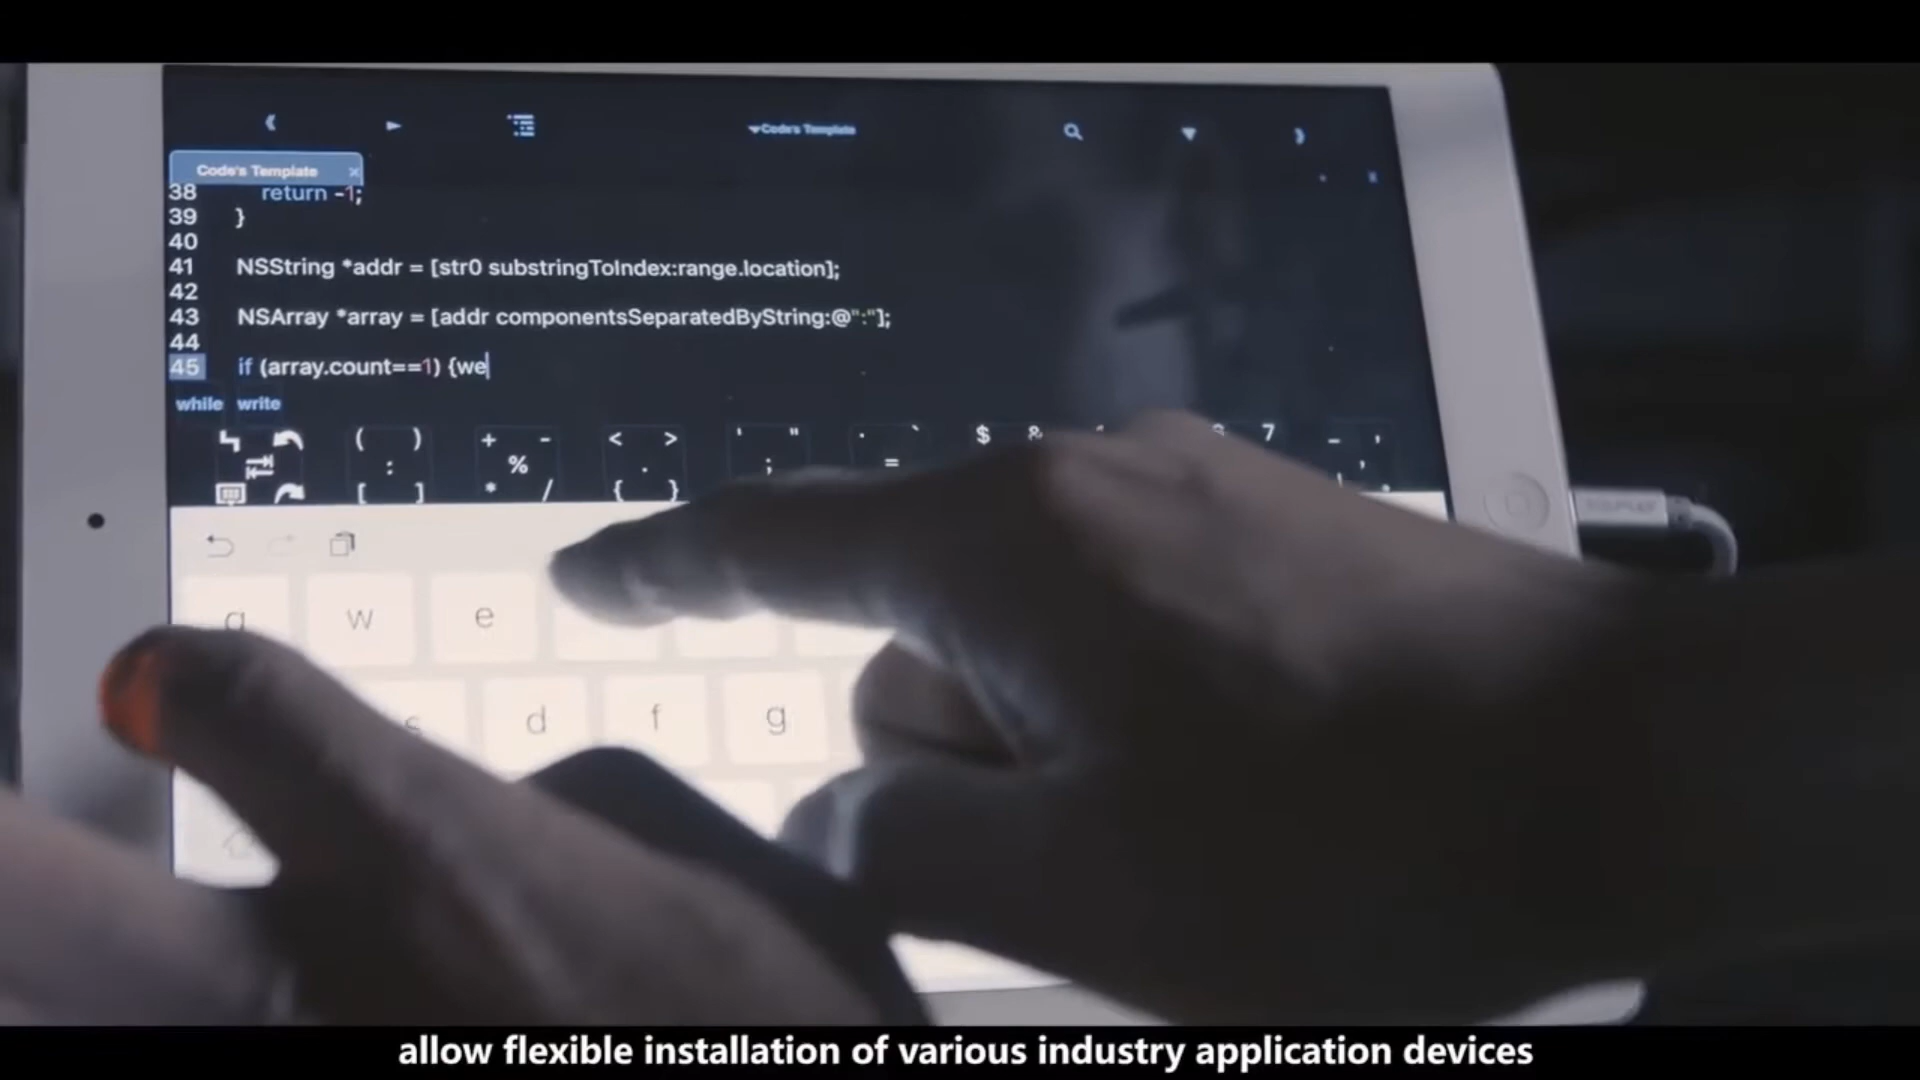 Code's Template
Code's Template ×
38 return -1;
39 }
40
41 NSString *addr = [str0 substringToIndex:range.location];
42
43 NSArray *array = [addr componentsSeparatedByString:@":"];
44
45 if (array.count==1) {we
while write
( ) + - < > ' " . ` $ & 7 - '
: % . ; = ,
[ ] * / { }
q w e
s d f g
allow flexible installation of various industry application devices